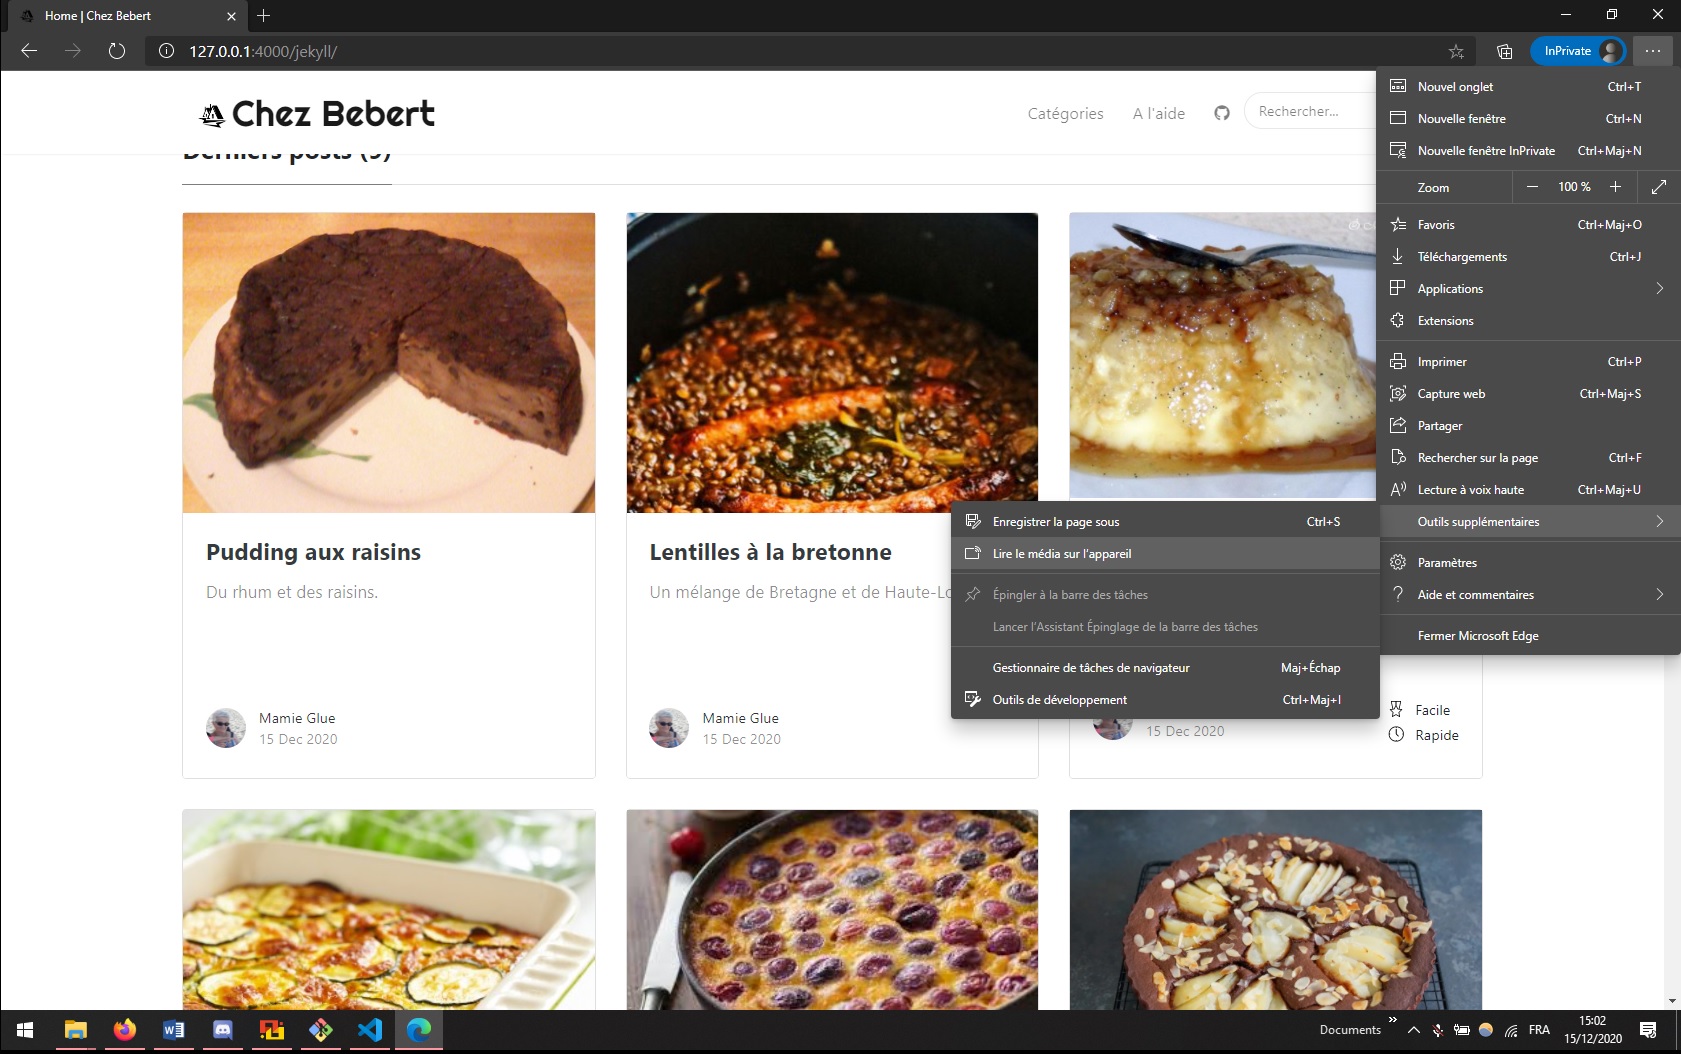 Home | Chez Bebert
127.0.0.1:4000/jekyll/
InPrivate
Chez Bebert
Catégories
A l'aide
Rechercher...
Derniers posts (9)
Pudding aux raisins
Du rhum et des raisins.
Mamie Glue
15 Dec 2020
Lentilles à la bretonne
Un mélange de Bretagne et de Haute-Lo
Mamie Glue
15 Dec 2020
15 Dec 2020
Facile
Rapide
Nouvel onglet Ctrl+T
Nouvelle fenêtre Ctrl+N
Nouvelle fenêtre InPrivate Ctrl+Maj+N
Zoom 100 %
Favoris Ctrl+Maj+O
Téléchargements Ctrl+J
Applications
Extensions
Imprimer Ctrl+P
Capture web Ctrl+Maj+S
Partager
Rechercher sur la page Ctrl+F
Lecture à voix haute Ctrl+Maj+U
Outils supplémentaires
Paramètres
Aide et commentaires
Fermer Microsoft Edge
Enregistrer la page sous Ctrl+S
Lire le média sur l'appareil
Épingler à la barre des tâches
Lancer l'Assistant Épinglage de la barre des tâches
Gestionnaire de tâches de navigateur Maj+Échap
Outils de développement Ctrl+Maj+I
Documents
FRA
15:02
15/12/2020